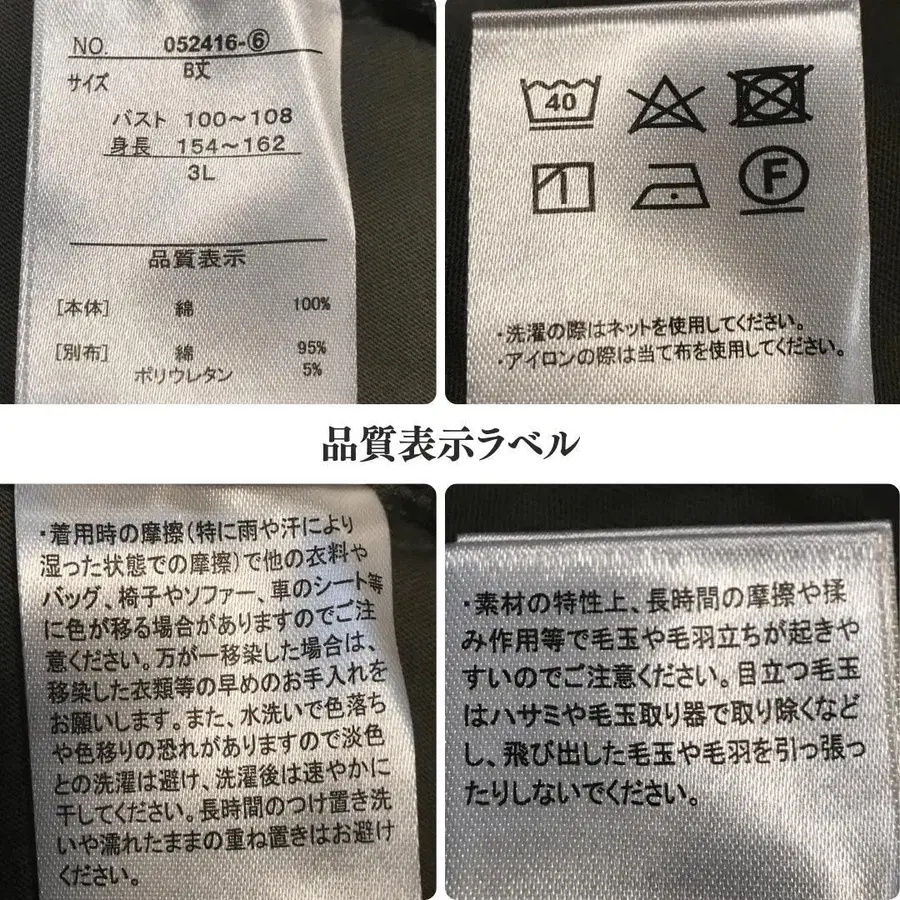 NO. 052416-⑥
サイズ B丈
バスト 100～108
身長 154～162
3L
品質表示
[本体] 綿 100%
[別布] 綿 95%
ポリウレタン 5%
40
F
・洗濯の際はネットを使用してください。
・アイロンの際は当て布を使用してください。
品質表示ラベル
・着用時の摩擦(特に雨や汗により
湿った状態での摩擦)で他の衣料や
バッグ、椅子やソファー、車のシート等
に色が移る場合がありますのでご注
意ください。万が一移染した場合は、
移染した衣類等の早めのお手入れを
お願いします。また、水洗いで色落ち
や色移りの恐れがありますので淡色
との洗濯は避け、洗濯後は速やかに
干してください。長時間のつけ置き洗
いや濡れたままの重ね置きはお避け
ください。
・素材の特性上、長時間の摩擦や揉
み作用等で毛玉や毛羽立ちが起きや
すいのでご注意ください。目立つ毛玉
はハサミや毛玉取り器で取り除くなど
し、飛び出した毛玉や毛羽を引っ張っ
たりしないでください。